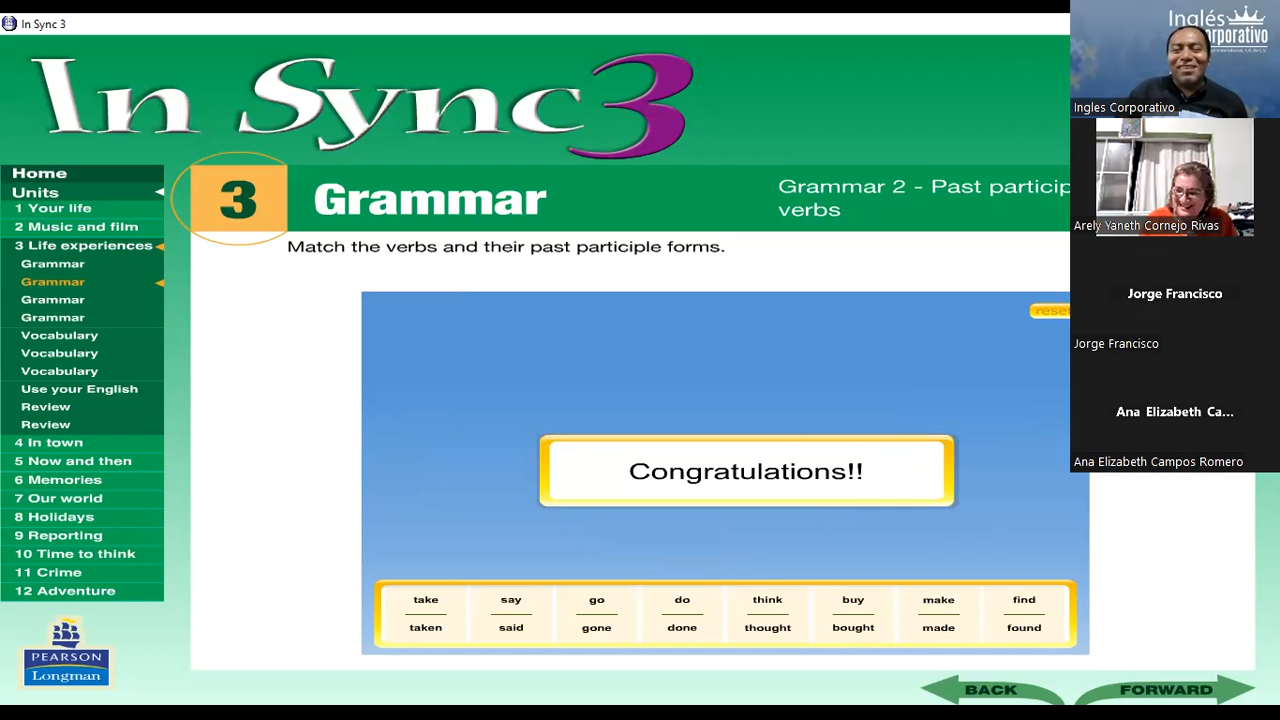 In Sync 3
In Sync 3
Home
Units
1 Your life
2 Music and film
3 Life experiences
Grammar
Grammar
Grammar
Grammar
Vocabulary
Vocabulary
Vocabulary
Use your English
Review
Review
4 In town
5 Now and then
6 Memories
7 Our world
8 Holidays
9 Reporting
10 Time to think
11 Crime
12 Adventure
PEARSON
Longman
3
Grammar
Grammar 2 - Past particip
verbs
Match the verbs and their past participle forms.
rese
Congratulations!!
take say go do think buy make find
taken said gone done thought bought made found
BACK FORWARD
Inglés
orporativo
Ingles Corporativo
Arely Yaneth Cornejo Rivas
Jorge Francisco
Jorge Francisco
Ana Elizabeth Ca...
Ana Elizabeth Campos Romero